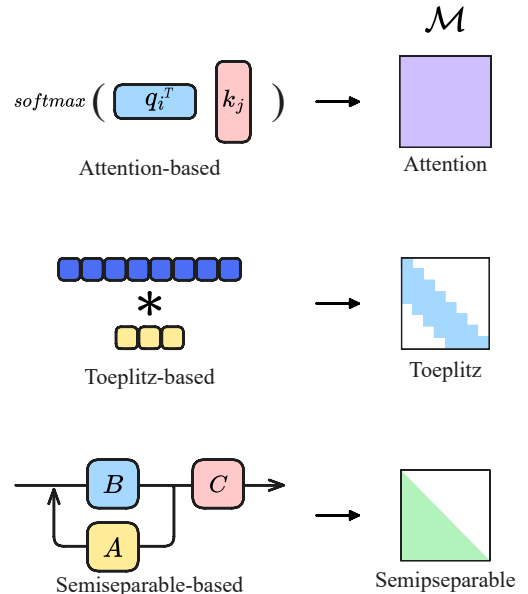 ℳ
softmax ( q_i^T k_j )
Attention-based
Attention
*
Toeplitz-based
Toeplitz
B
C
A
Semiseparable-based
Semipseparable